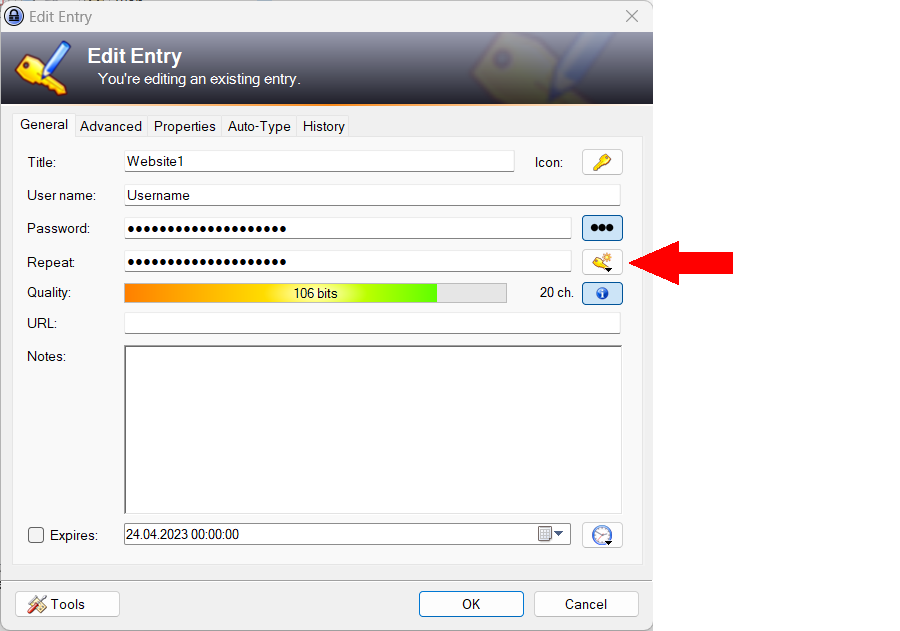 Edit Entry
Edit Entry
You're editing an existing entry.
General Advanced Properties Auto-Type History
Title: Website1 Icon:
User name: Username
Password: ●●●●●●●●●●●●●●●●●●●●
Repeat: ●●●●●●●●●●●●●●●●●●●●
Quality: 106 bits 20 ch.
URL:
Notes:
Expires: 24.04.2023 00:00:00
Tools OK Cancel